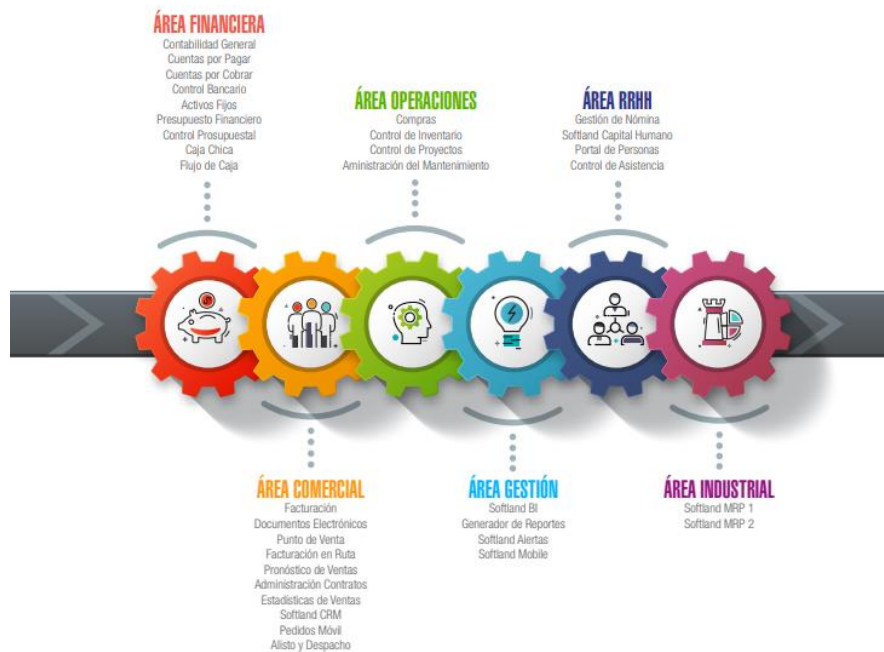 ÁREA FINANCIERA
Contabilidad General
Cuentas por Pagar
Cuentas por Cobrar
Control Bancario
Activos Fijos
Presupuesto Financiero
Control Prosupuestal
Caja Chica
Flujo de Caja
ÁREA OPERACIONES
Compras
Control de Inventario
Control de Proyectos
Aministración del Mantenimiento
ÁREA RRHH
Gestión de Nómina
Softland Capital Humano
Portal de Personas
Control de Asistencia
ÁREA COMERCIAL
Facturación
Documentos Electrónicos
Punto de Venta
Facturación en Ruta
Pronóstico de Ventas
Administración Contratos
Estadísticas de Ventas
Softland CRM
Pedidos Móvil
Alisto y Despacho
ÁREA GESTIÓN
Softland BI
Generador de Reportes
Softland Alertas
Softland Mobile
ÁREA INDUSTRIAL
Softland MRP 1
Softland MRP 2